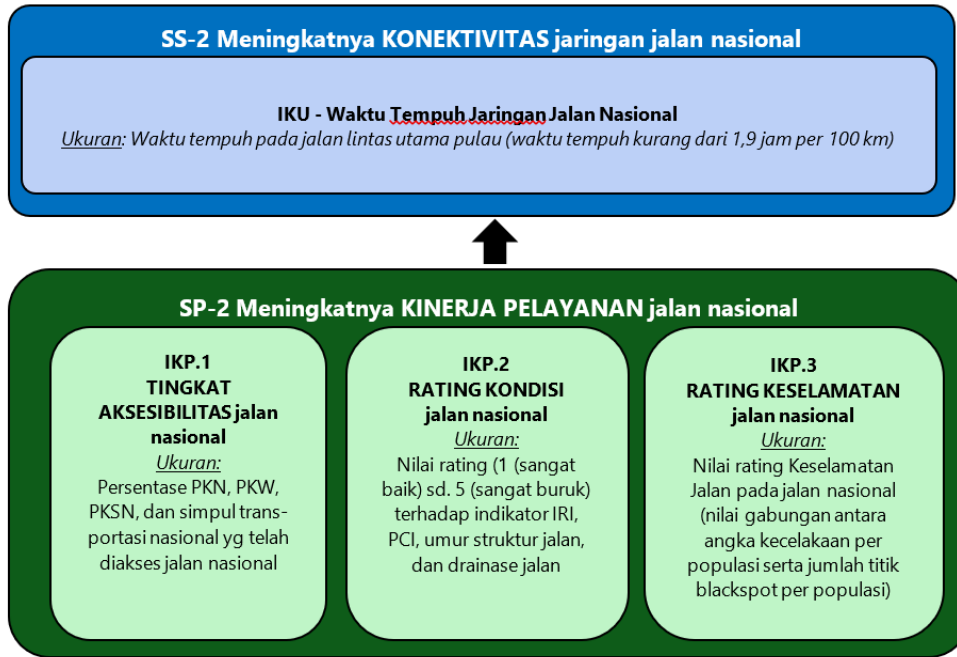 SS-2 Meningkatnya KONEKTIVITAS jaringan jalan nasional
IKU - Waktu Tempuh Jaringan Jalan Nasional
Ukuran: Waktu tempuh pada jalan lintas utama pulau (waktu tempuh kurang dari 1,9 jam per 100 km)
SP-2 Meningkatnya KINERJA PELAYANAN jalan nasional
IKP.1
TINGKAT
AKSESIBILITAS jalan
nasional
Ukuran:
Persentase PKN, PKW,
PKSN, dan simpul trans-
portasi nasional yg telah
diakses jalan nasional
IKP.2
RATING KONDISI
jalan nasional
Ukuran:
Nilai rating (1 (sangat
baik) sd. 5 (sangat buruk)
terhadap indikator IRI,
PCI, umur struktur jalan,
dan drainase jalan
IKP.3
RATING KESELAMATAN
jalan nasional
Ukuran:
Nilai rating Keselamatan
Jalan pada jalan nasional
(nilai gabungan antara
angka kecelakaan per
populasi serta jumlah titik
blackspot per populasi)